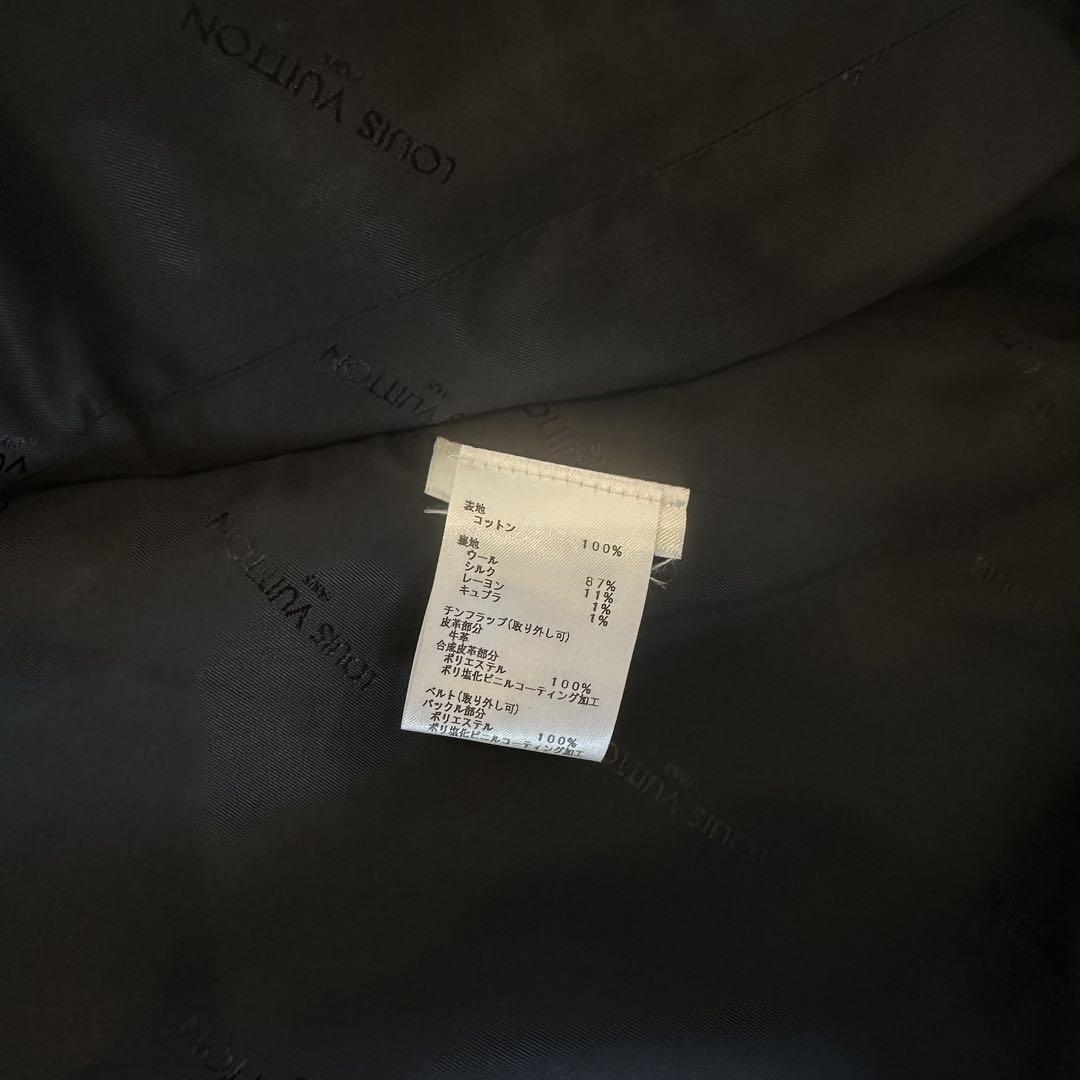 LOUIS VUITTON
PARIS
LOUIS VUITTON
PARIS
表地
コットン 100%
裏地
ウール 87%
シルク 11%
レーヨン 1%
キュプラ 1%
チンフラップ(取り外し可)
皮革部分
牛革
合成皮革部分
ポリエステル 100%
ポリ塩化ビニルコーティング加工
ベルト(取り外し可)
バックル部分
ポリエステル 100%
ポリ塩化ビニルコーティング加工
LOUIS VUITTON
PARIS